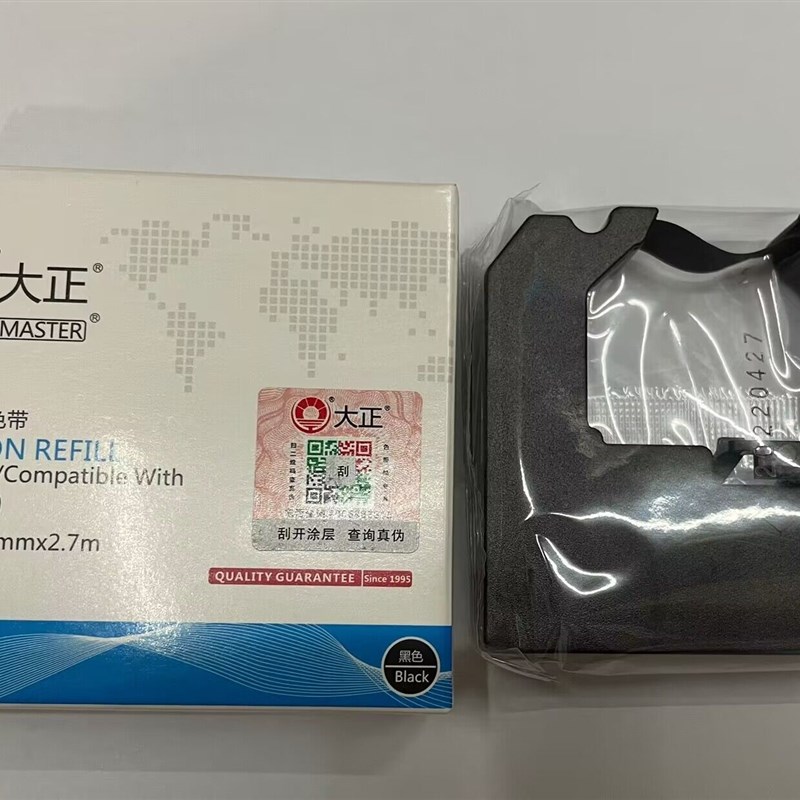 大正®
MASTER®
色带
ON REFILL
/Compatible With
)
mmx2.7m
®大正®
刮
刮开涂层 查询真伪
QUALITY GUARANTEE Since 1995
黑色
Black
20220427